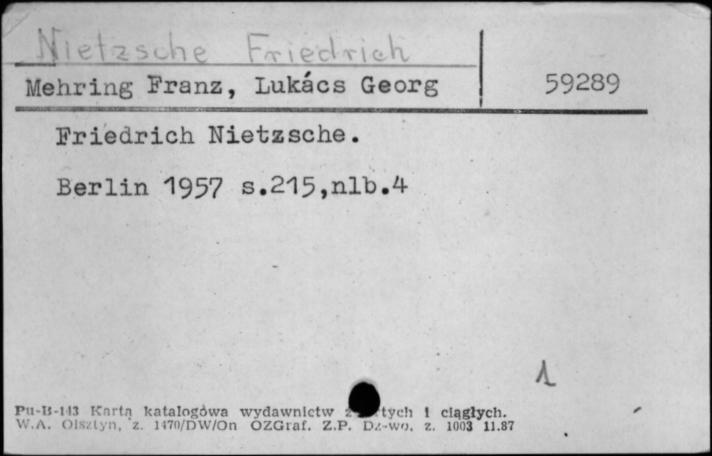 Nietzsche Friedrich
Mehring Franz, Lukács Georg 59289
Friedrich Nietzsche.
Berlin 1957 s.215,nlb.4
1
Pu-B-143 Karta katalogowa wydawnictw i ciągłych.
W.A. Olsztyn, z. 1470/DW/On OZGraf. Z.P. Dz-wo. z. 1003 11.87